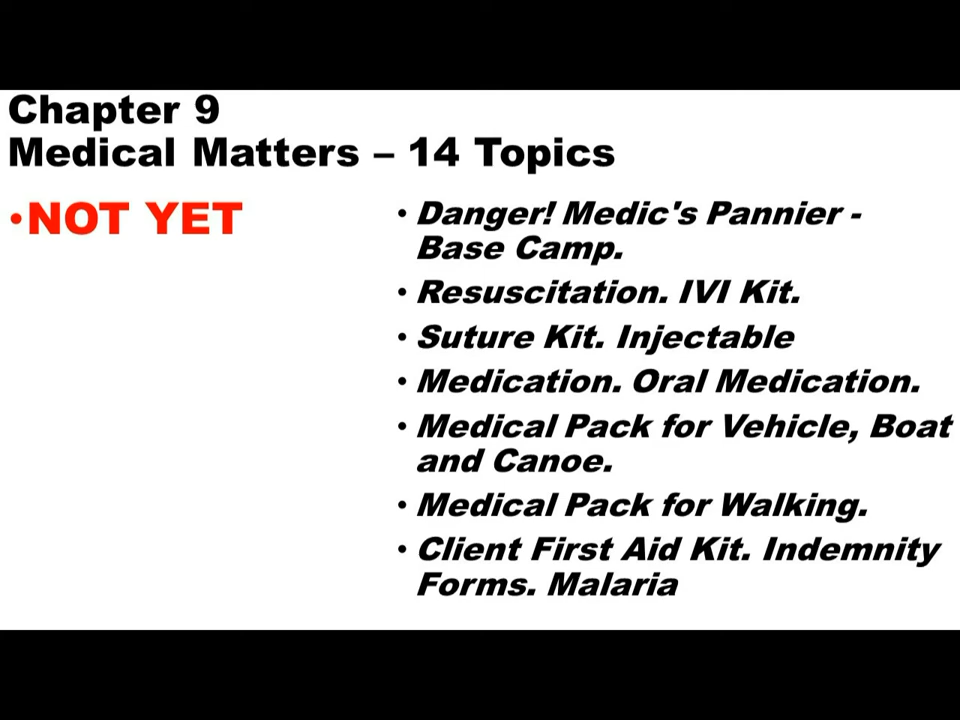 Chapter 9
Medical Matters – 14 Topics
•NOT YET
• Danger! Medic's Pannier -
Base Camp.
• Resuscitation. IVI Kit.
• Suture Kit. Injectable
• Medication. Oral Medication.
• Medical Pack for Vehicle, Boat
and Canoe.
• Medical Pack for Walking.
• Client First Aid Kit. Indemnity
Forms. Malaria